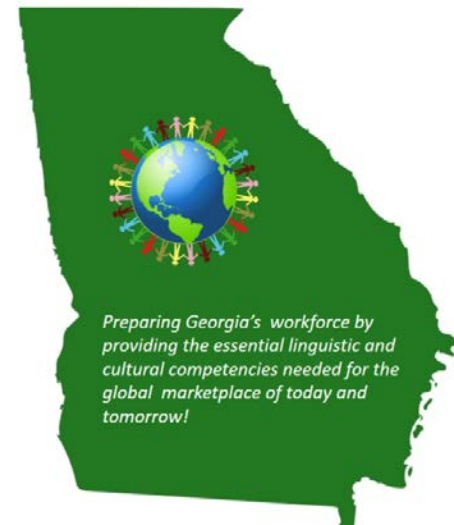 Preparing Georgia’s workforce by
providing the essential linguistic and
cultural competencies needed for the
global marketplace of today and
tomorrow!